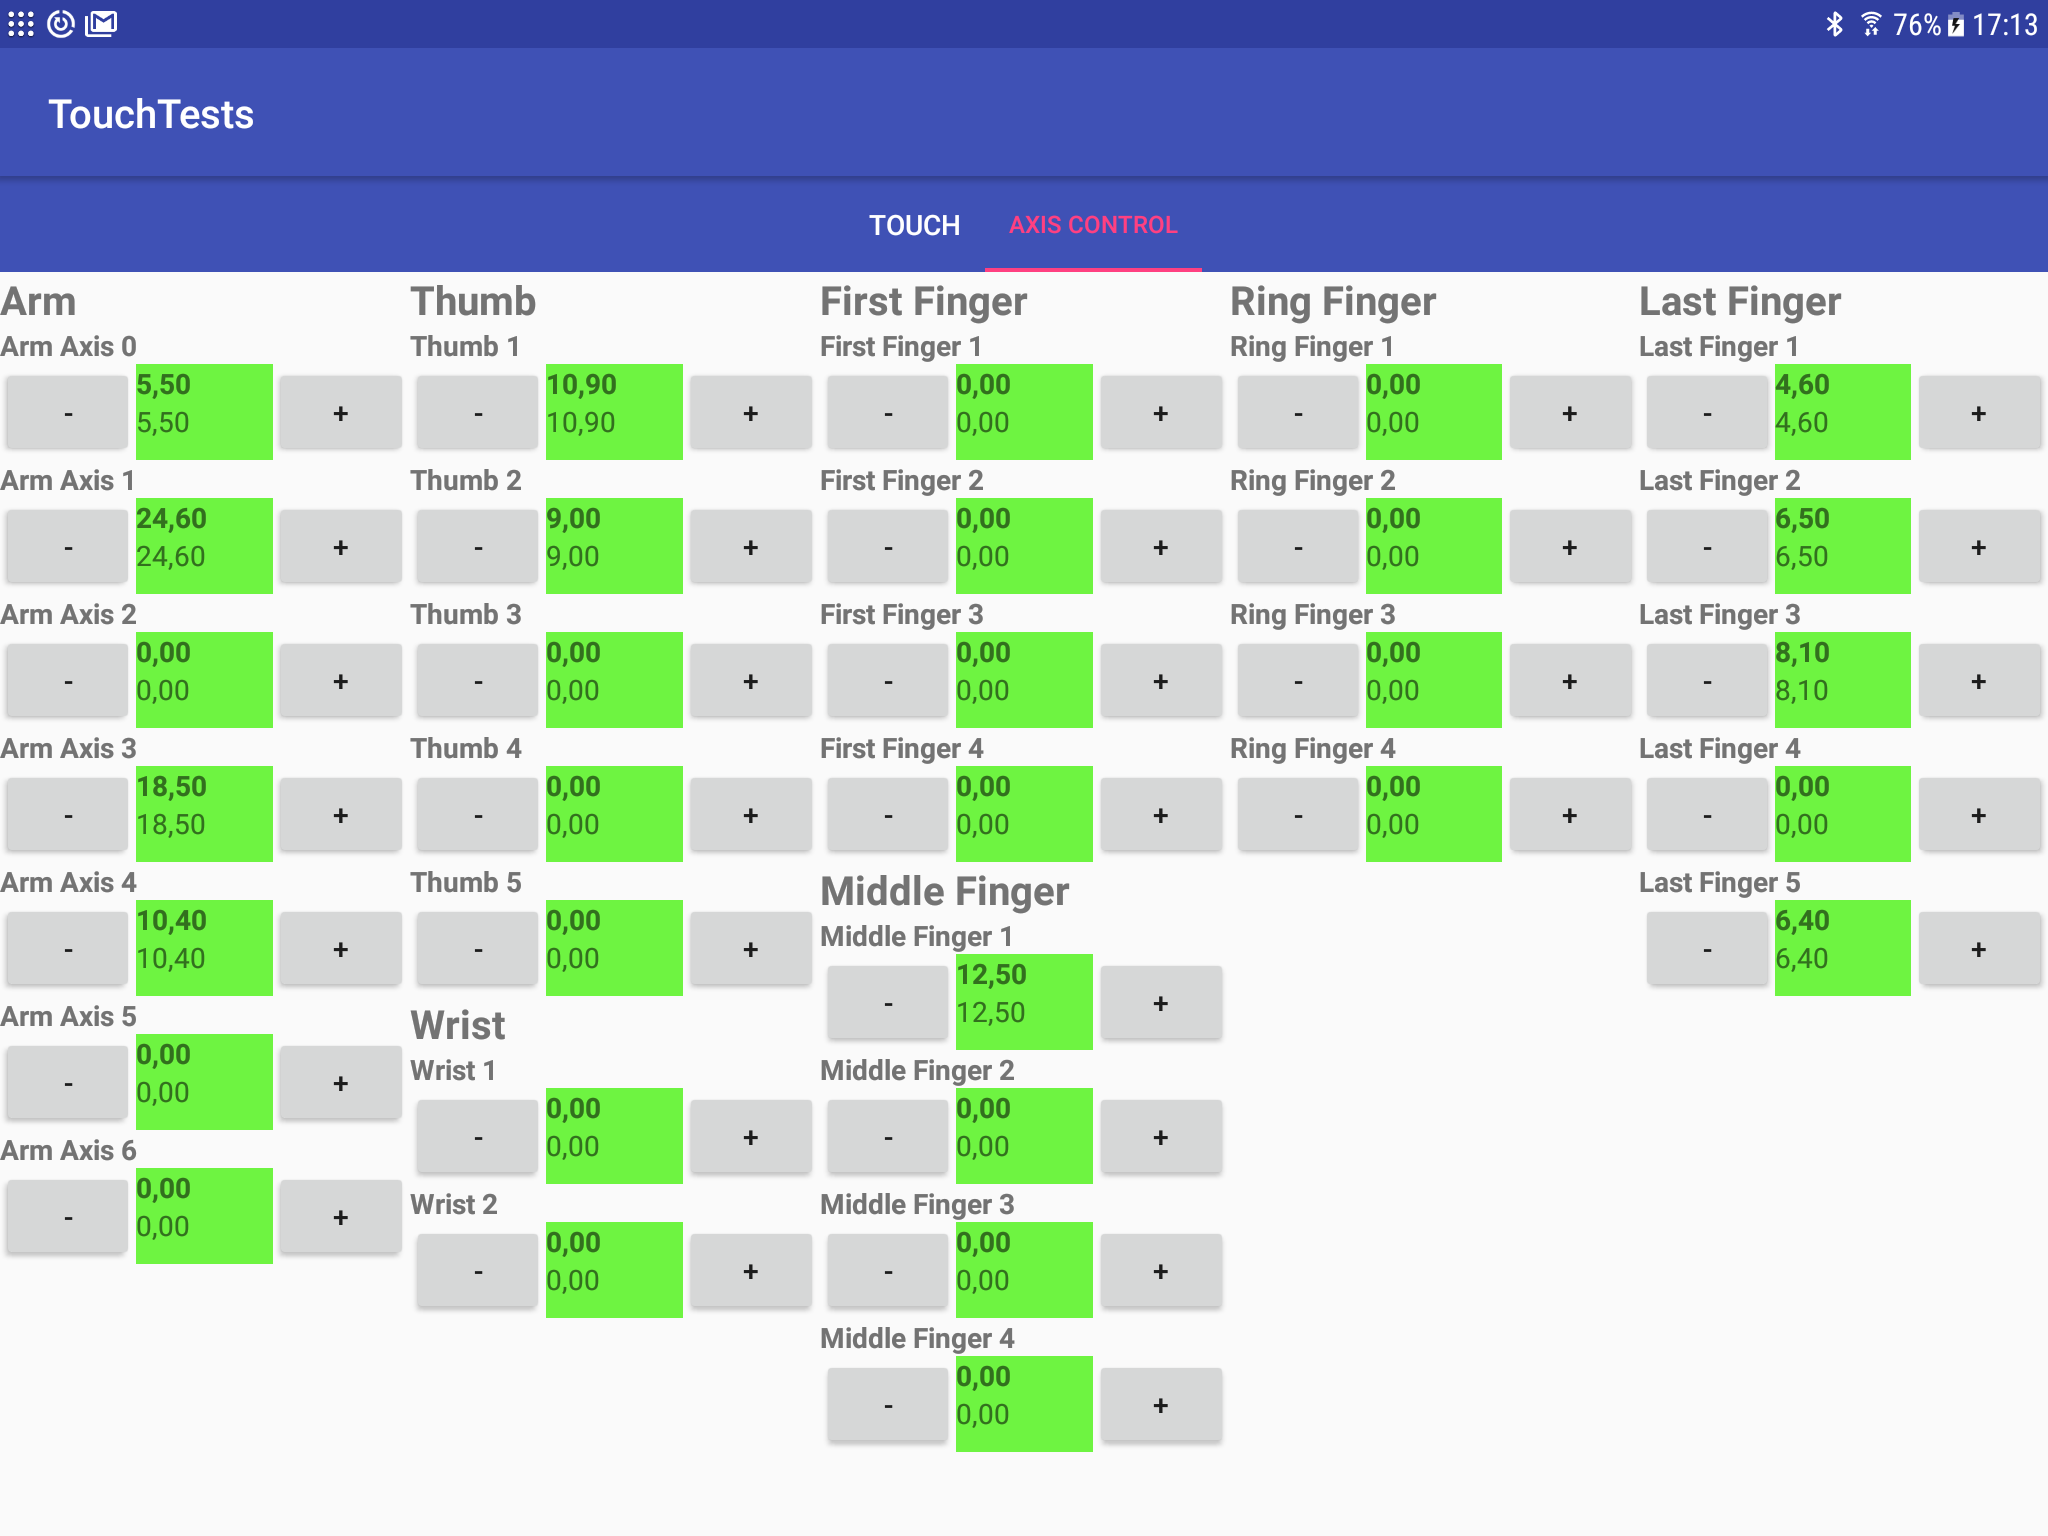 76% 17:13
TouchTests
TOUCH AXIS CONTROL
Arm
Arm Axis 0
5,50
- +
5,50
Arm Axis 1
24,60
- +
24,60
Arm Axis 2
0,00
- +
0,00
Arm Axis 3
18,50
- +
18,50
Arm Axis 4
10,40
- +
10,40
Arm Axis 5
0,00
- +
0,00
Arm Axis 6
0,00
- +
0,00
Thumb
Thumb 1
10,90
- +
10,90
Thumb 2
9,00
- +
9,00
Thumb 3
0,00
- +
0,00
Thumb 4
0,00
- +
0,00
Thumb 5
0,00
- +
0,00
Wrist
Wrist 1
0,00
- +
0,00
Wrist 2
0,00
- +
0,00
First Finger
First Finger 1
0,00
- +
0,00
First Finger 2
0,00
- +
0,00
First Finger 3
0,00
- +
0,00
First Finger 4
0,00
- +
0,00
Middle Finger
Middle Finger 1
12,50
- +
12,50
Middle Finger 2
0,00
- +
0,00
Middle Finger 3
0,00
- +
0,00
Middle Finger 4
0,00
- +
0,00
Ring Finger
Ring Finger 1
0,00
- +
0,00
Ring Finger 2
0,00
- +
0,00
Ring Finger 3
0,00
- +
0,00
Ring Finger 4
0,00
- +
0,00
Last Finger
Last Finger 1
4,60
- +
4,60
Last Finger 2
6,50
- +
6,50
Last Finger 3
8,10
- +
8,10
Last Finger 4
0,00
- +
0,00
Last Finger 5
6,40
- +
6,40